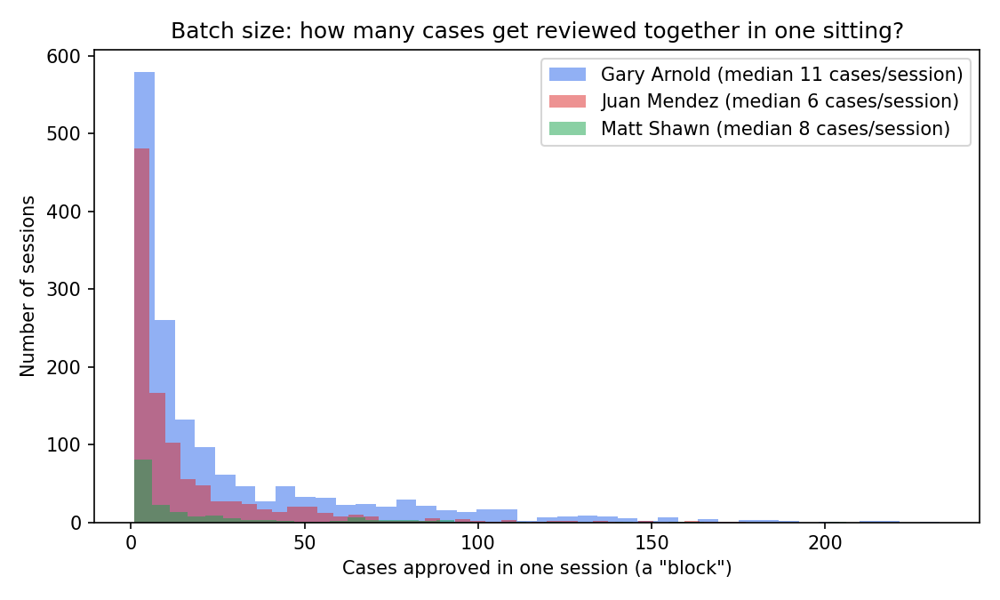 Batch size: how many cases get reviewed together in one sitting?
Gary Arnold (median 11 cases/session)
Juan Mendez (median 6 cases/session)
Matt Shawn (median 8 cases/session)
Number of sessions
600
500
400
300
200
100
0
0 50 100 150 200
Cases approved in one session (a "block")